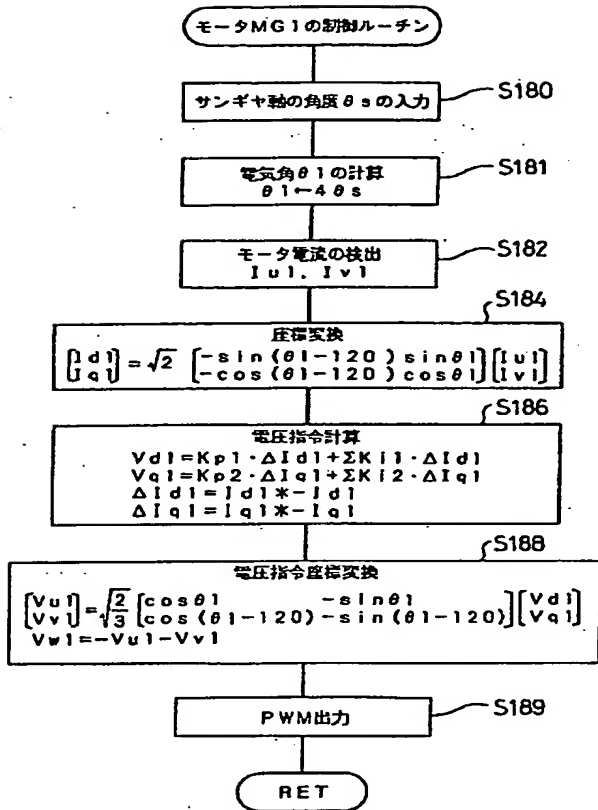 モータMG1の制御ルーチン
サンギヤ軸の角度θsの入力
S180
電気角θ1の計算
θ1←4θs
S181
モータ電流の検出
Iu1, Iv1
S182
S184
座標変換
[Id1] = √2 [-sin(θ1-120) sinθ1] [Iu1]
[Iq1] [-cos(θ1-120) cosθ1] [Iv1]
S186
電圧指令計算
Vd1=Kp1·ΔId1+ΣKi1·ΔId1
Vq1=Kp2·ΔIq1+ΣKi2·ΔIq1
ΔId1=Id1*-Id1
ΔIq1=Iq1*-Iq1
S188
電圧指令座標変換
[Vu1] = √2/3 [cosθ1 -sinθ1] [Vd1]
[Vv1] [cos(θ1-120)-sin(θ1-120)] [Vq1]
Vw1=-Vu1-Vv1
PWM出力
S189
RET